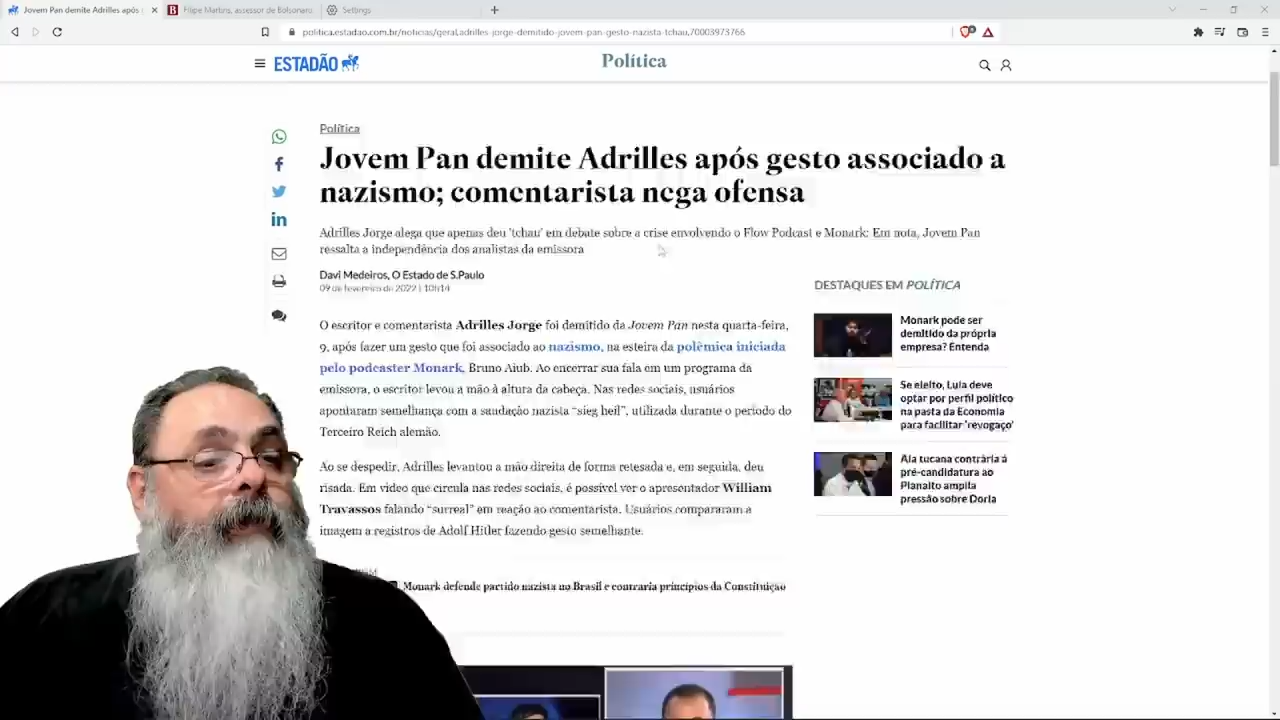 Jovem Pan demite Adrilles após
Filipe Martins, assessor de Bolsonaro
Settings
politica.estadao.com.br/noticias/geral,adrilles-jorge-demitido-jovem-pan-gesto-nazista-tchau,70003973766
ESTADÃO
Política
Política
Jovem Pan demite Adrilles após gesto associado a
nazismo; comentarista nega ofensa
Adrilles Jorge alega que apenas deu 'tchau' em debate sobre a crise envolvendo o Flow Podcast e Monark; Em nota, Jovem Pan
ressalta a independência dos analistas da emissora
Davi Medeiros, O Estado de S.Paulo
09 de fevereiro de 2022 | 10h14
O escritor e comentarista Adrilles Jorge foi demitido da Jovem Pan nesta quarta-feira,
9, após fazer um gesto que foi associado ao nazismo, na esteira da polêmica iniciada
pelo podcaster Monark, Bruno Aiub. Ao encerrar sua fala em um programa da
emissora, o escritor levou a mão à altura da cabeça. Nas redes sociais, usuários
apontaram semelhança com a saudação nazista “sieg heil”, utilizada durante o período do
Terceiro Reich alemão.
Ao se despedir, Adrilles levantou a mão direita de forma retesada e, em seguida, deu
risada. Em vídeo que circula nas redes sociais, é possível ver o apresentador William
Travassos falando “surreal” em reação ao comentarista. Usuários compararam a
imagem a registros de Adolf Hitler fazendo gesto semelhante.
Monark defende partido nazista no Brasil e contraria princípios da Constituição
DESTAQUES EM POLÍTICA
Monark pode ser
demitido da própria
empresa? Entenda
Se eleito, Lula deve
optar por perfil político
na pasta da Economia
para facilitar 'revogaço'
Ala tucana contrária à
pré-candidatura ao
Planalto amplia
pressão sobre Doria